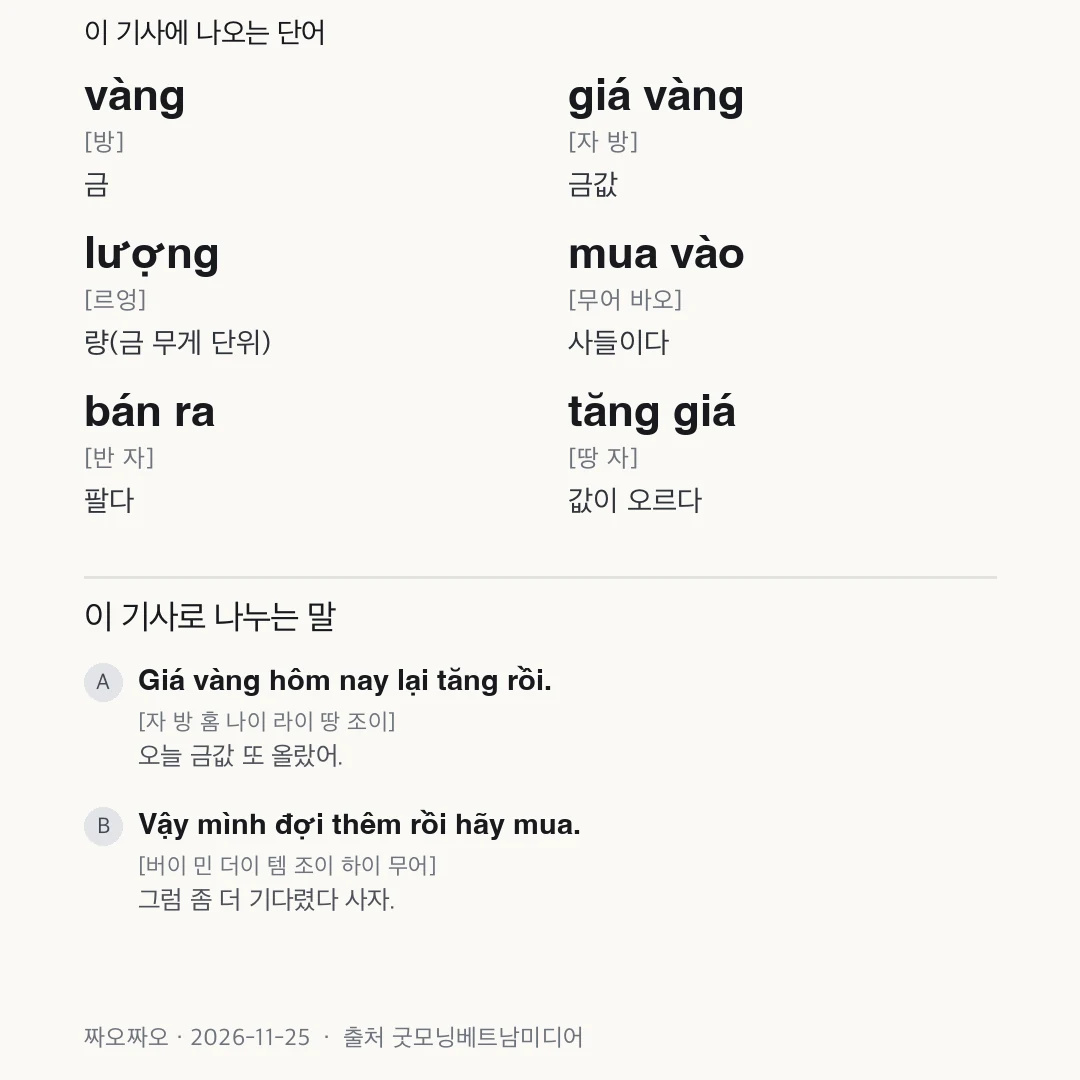 이 기사에 나오는 단어
vàng
[방]
금
giá vàng
[자 방]
금값
lượng
[르엉]
량(금 무게 단위)
mua vào
[무어 바오]
사들이다
bán ra
[반 자]
팔다
tăng giá
[땅 자]
값이 오르다
이 기사로 나누는 말
A Giá vàng hôm nay lại tăng rồi.
[자 방 홈 나이 라이 땅 조이]
오늘 금값 또 올랐어.
B Vậy mình đợi thêm rồi hãy mua.
[버이 민 더이 템 조이 하이 무어]
그럼 좀 더 기다렸다 사자.
짜오짜오 · 2026-11-25 · 출처 굿모닝베트남미디어